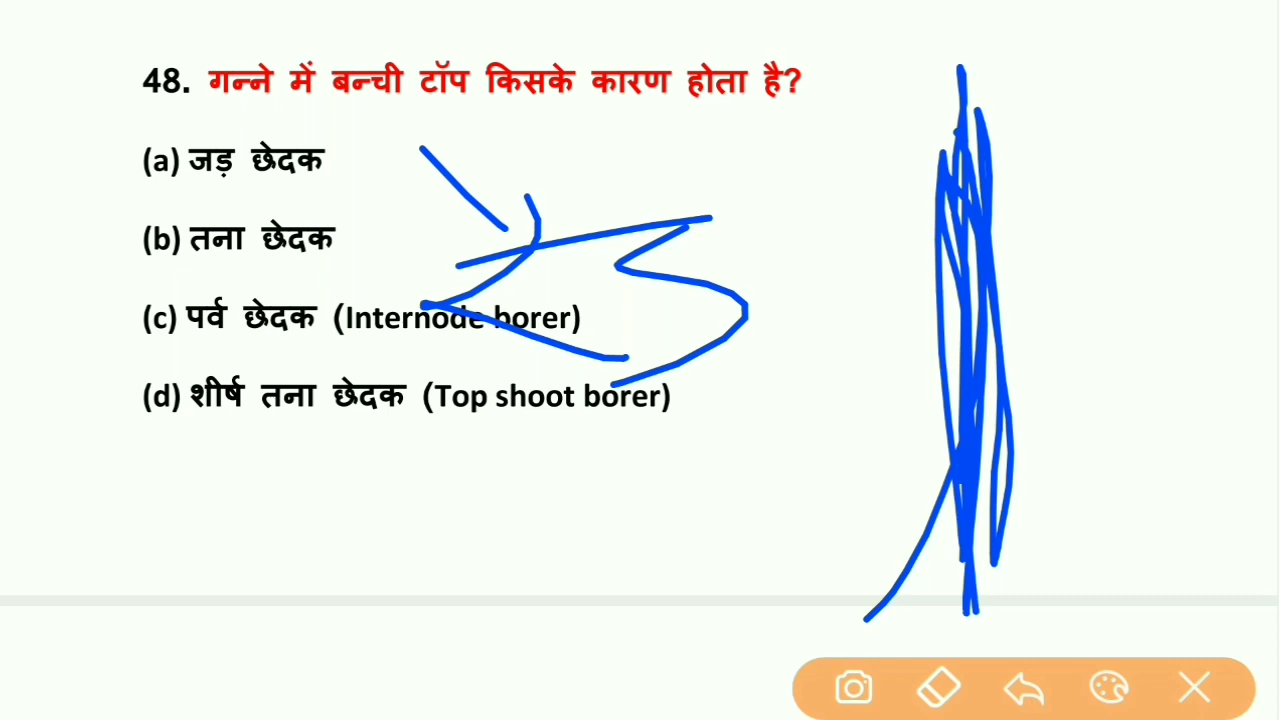 48. गन्ने में बन्ची टॉप किसके कारण होता है?
(a) जड़ छेदक
(b) तना छेदक
(c) पर्व छेदक (Internode borer)
(d) शीर्ष तना छेदक (Top shoot borer)